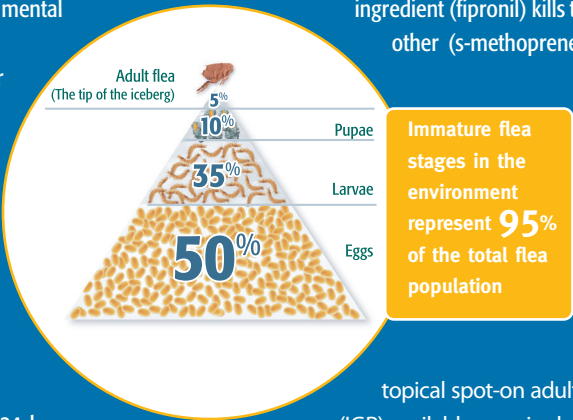 mental
ingredient (fipronil) kills
other (s-methoprene
Adult flea
(The tip of the iceberg)
5%
10%
Pupae
35%
Larvae
50%
Eggs
Immature flea
stages in the
environment
represent 95%
of the total flea
population
topical spot-on adult